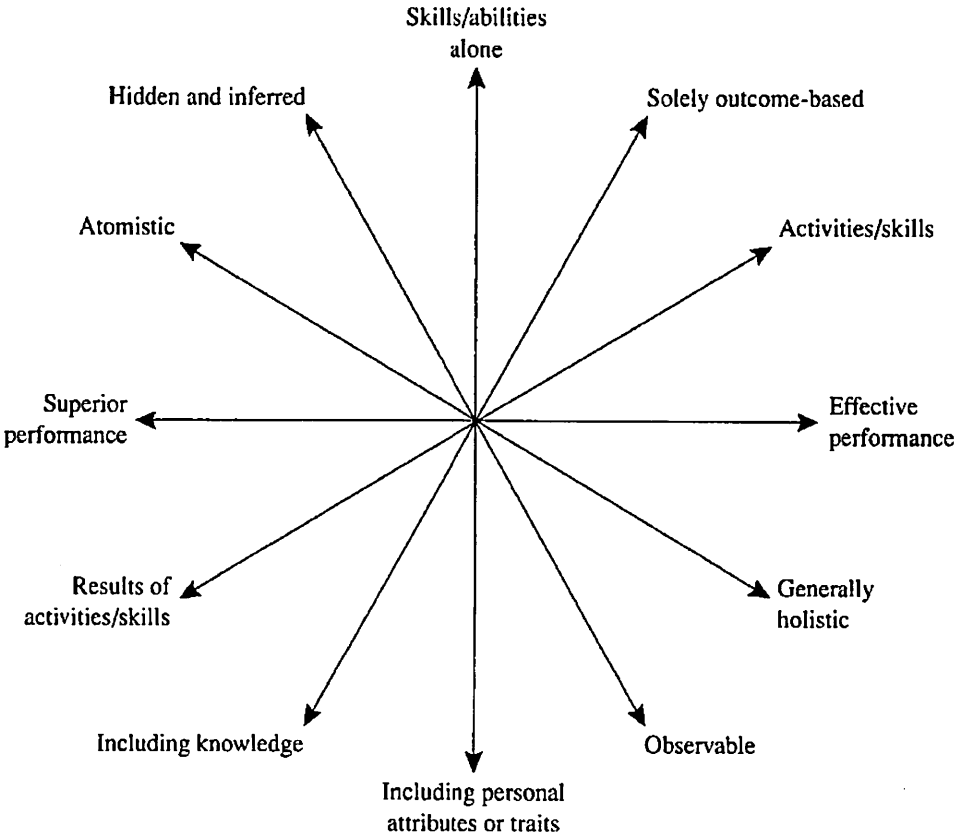 Skills/abilities
alone
Hidden and inferred
Solely outcome-based
Atomistic
Activities/skills
Superior
performance
Effective
performance
Results of
activities/skills
Generally
holistic
Including knowledge
Observable
Including personal
attributes or traits